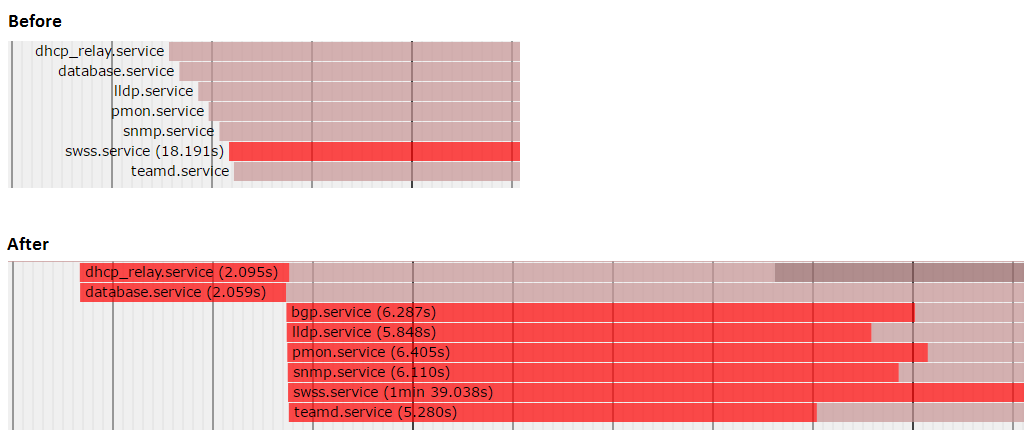 Before
dhcp_relay.service
database.service
lldp.service
pmon.service
snmp.service
swss.service (18.191s)
teamd.service
After
dhcp_relay.service (2.095s)
database.service (2.059s)
bgp.service (6.287s)
lldp.service (5.848s)
pmon.service (6.405s)
snmp.service (6.110s)
swss.service (1min 39.038s)
teamd.service (5.280s)